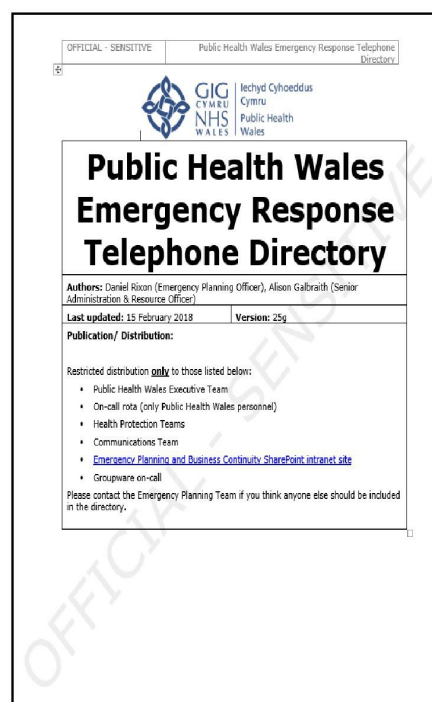 OFFICIAL - SENSITIVE
Public Health Wales Emergency Response Telephone
Directory
GIG
CYMRU
NHS
WALES
Iechyd Cyhoeddus
Cymru
Public Health
Wales
Public Health Wales
Emergency Response
Telephone Directory
Authors: Daniel Rixon (Emergency Planning Officer), Alison Galbraith (Senior
Administration & Resource Officer)
Last updated: 15 February 2018
Version: 25g
Publication/ Distribution:
Restricted distribution only to those listed below:
• Public Health Wales Executive Team
• On-call rota (only Public Health Wales personnel)
• Health Protection Teams
• Communications Team
• Emergency Planning and Business Continuity SharePoint intranet site
• Groupware on-call
Please contact the Emergency Planning Team if you think anyone else should be included
in the directory.
OFFICIAL - SENSITIVE